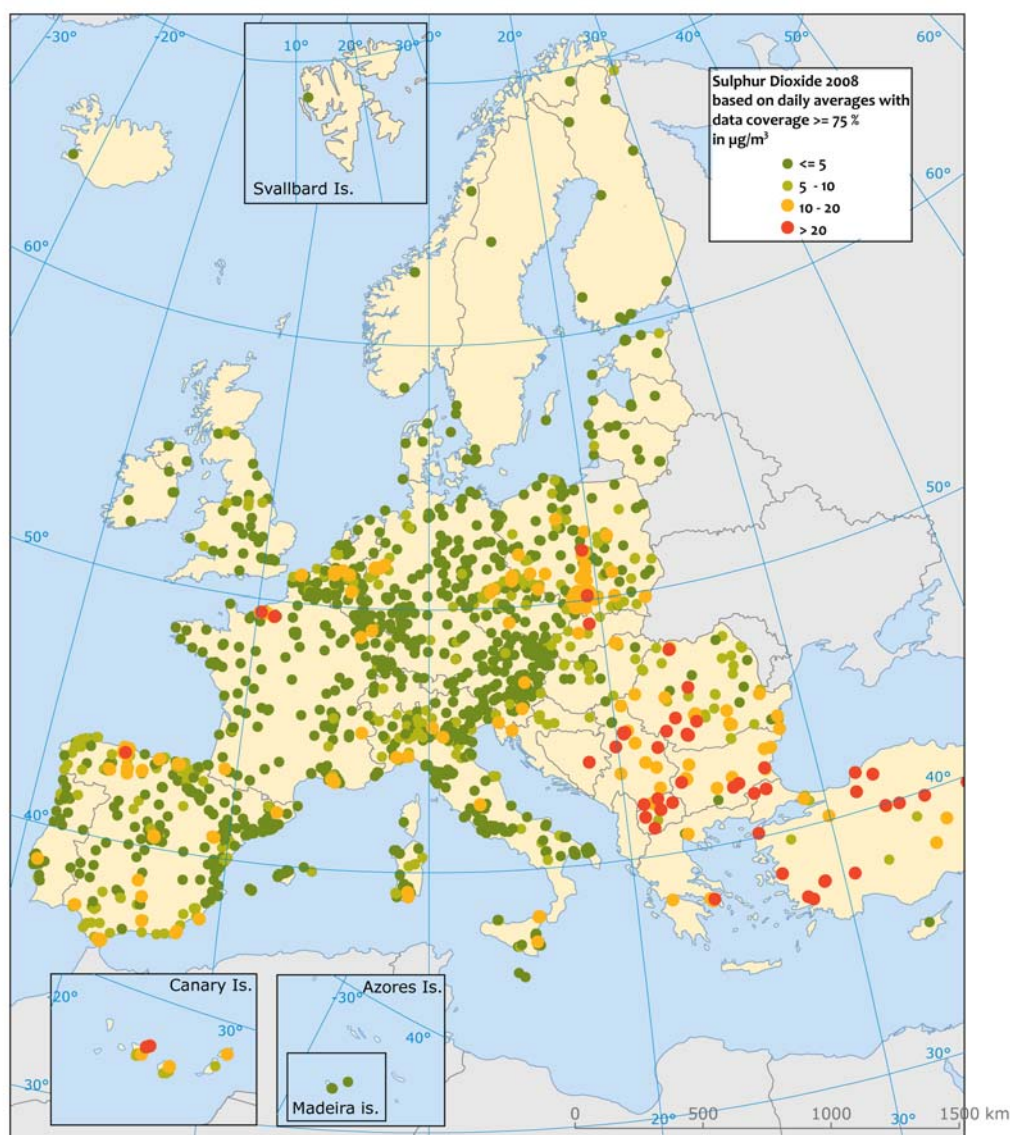 -30°
-20°
10°
20°
30°
0°
20°
30°
40°
50°
60°
Svallbard Is.
Sulphur Dioxide 2008
based on daily averages with
data coverage >= 75 %
in µg/m³
<= 5
5 - 10
10 - 20
> 20
60°
60°
50°
50°
40°
40°
Canary Is.
-20°
30°
Azores Is.
-30°
40°
Madeira is.
30°
30°
0
20°
500
1000
30°
1500 km